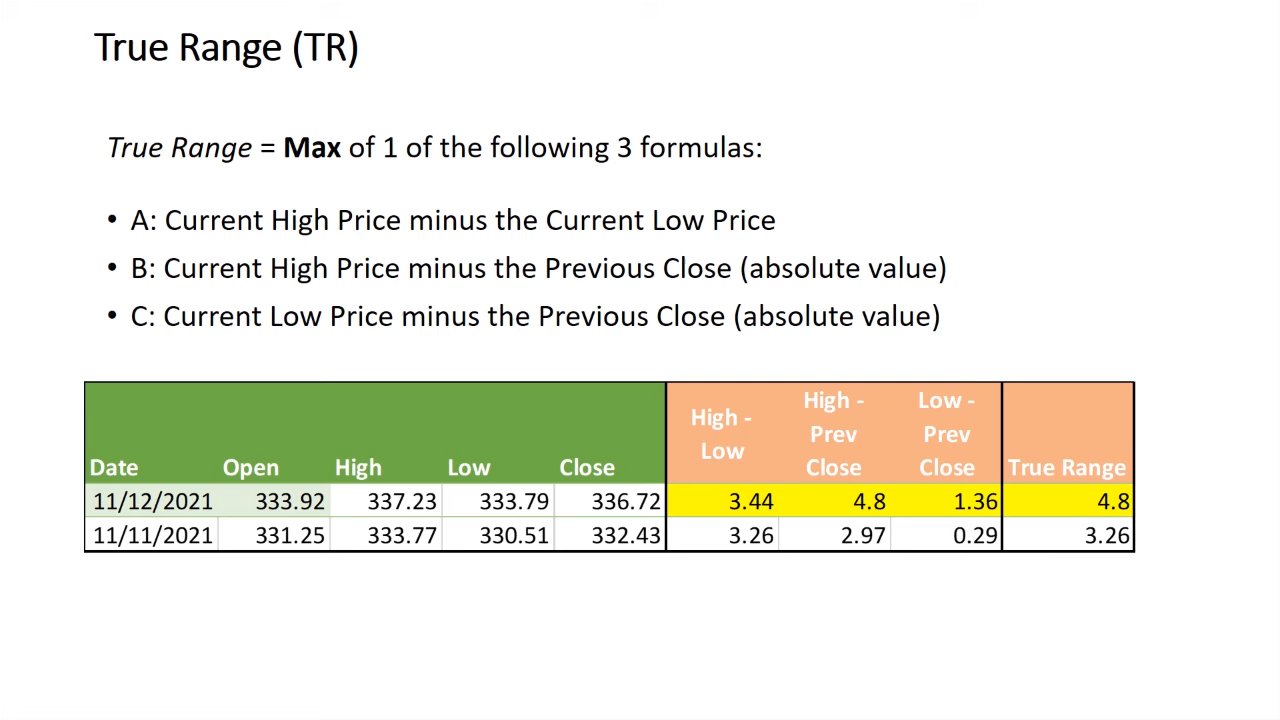 True Range (TR)
True Range = Max of 1 of the following 3 formulas:
• A: Current High Price minus the Current Low Price
• B: Current High Price minus the Previous Close (absolute value)
• C: Current Low Price minus the Previous Close (absolute value)
Date Open High Low Close High - Low High - Prev Close Low - Prev Close True Range
11/12/2021 333.92 337.23 333.79 336.72 3.44 4.8 1.36 4.8
11/11/2021 331.25 333.77 330.51 332.43 3.26 2.97 0.29 3.26